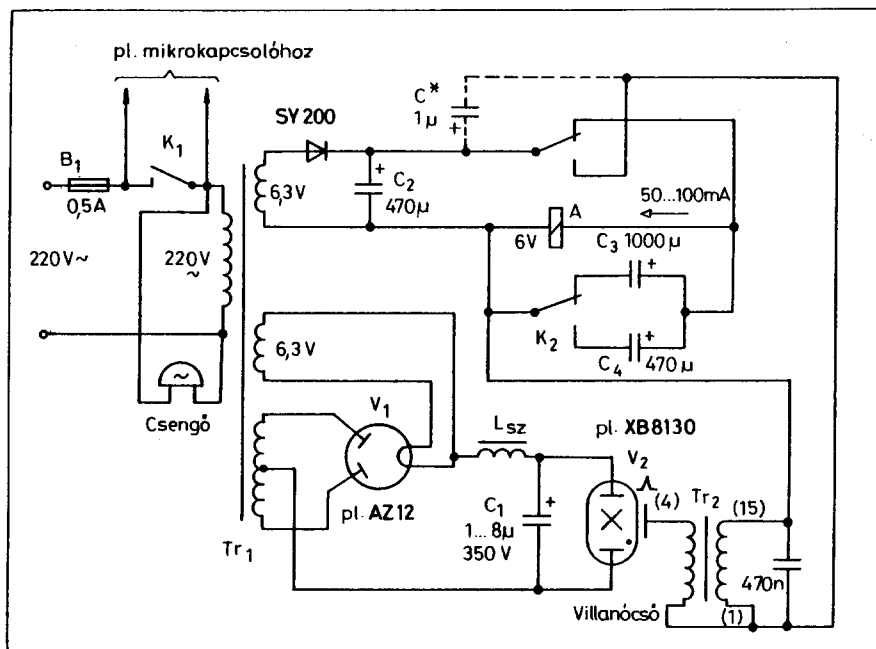 pl. mikrokapcsolóhoz
B1
K1
0,5A
220V~
220V
~
Csengő
SY 200
6,3V
+
C2
470µ
C*
1µ
+
50...100mA
A
6V
C3 1000µ
+
K2
C4
+
470µ
6,3V
V1
pl. AZ12
Tr1
Lsz
C1
+
1...8µ
350 V
pl. XB8130
V2
(4)
Tr2
(15)
470n
(1)
Villanócső